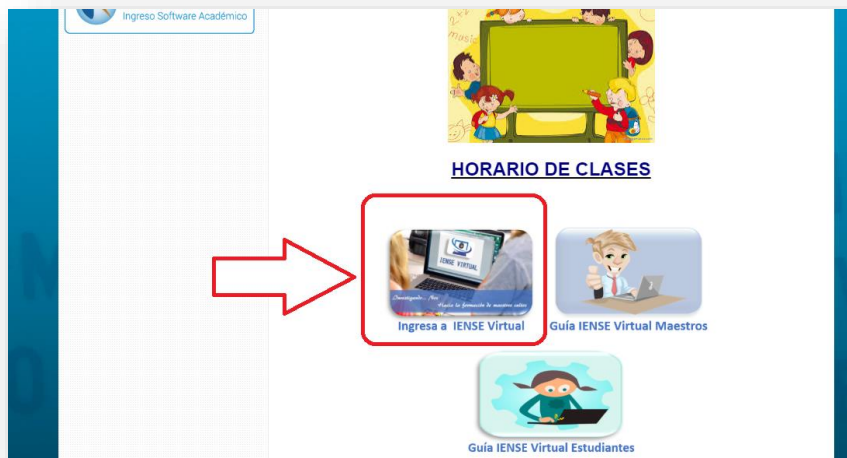 Ingreso Software Académico
HORARIO DE CLASES
IENSE VIRTUAL
Ingresa a IENSE Virtual
Guía IENSE Virtual Maestros
Guía IENSE Virtual Estudiantes